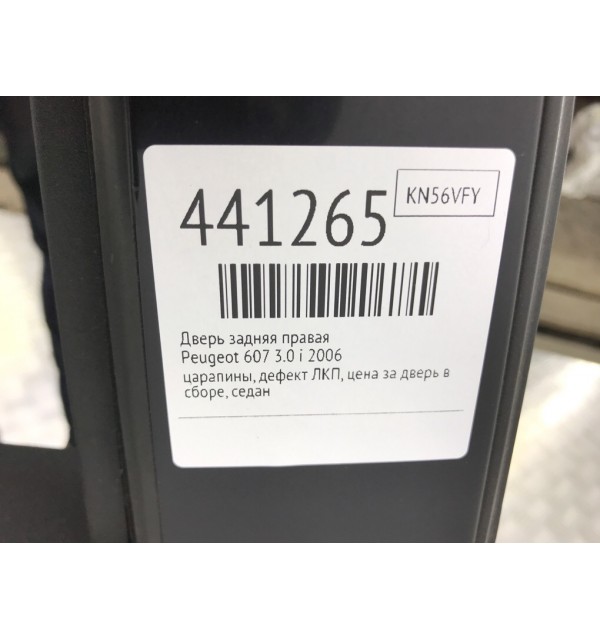 441265
KN56VFY
Дверь задняя правая
Peugeot 607 3.0 i 2006
царапины, дефект ЛКП, цена за дверь в
сборе, седан